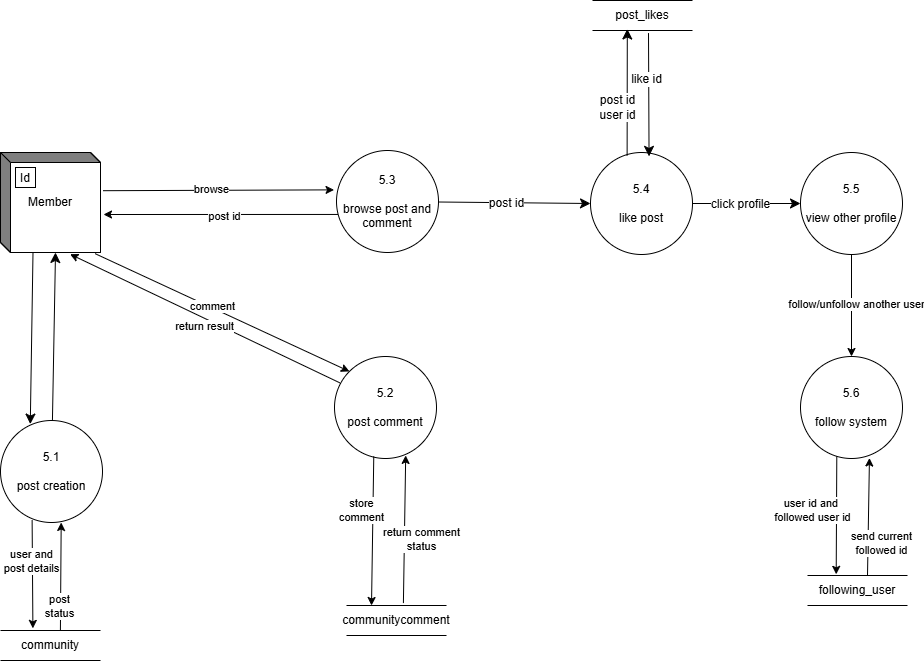 post_likes
like id
post id
user id
Id
Member
browse
post id
5.3
browse post and
comment
post id
5.4
like post
click profile
5.5
view other profile
comment
return result
follow/unfollow another user
5.1
post creation
5.2
post comment
5.6
follow system
user and
post details
post
status
community
store
comment
return comment
status
communitycomment
user id and
followed user id
send current
followed id
following_user